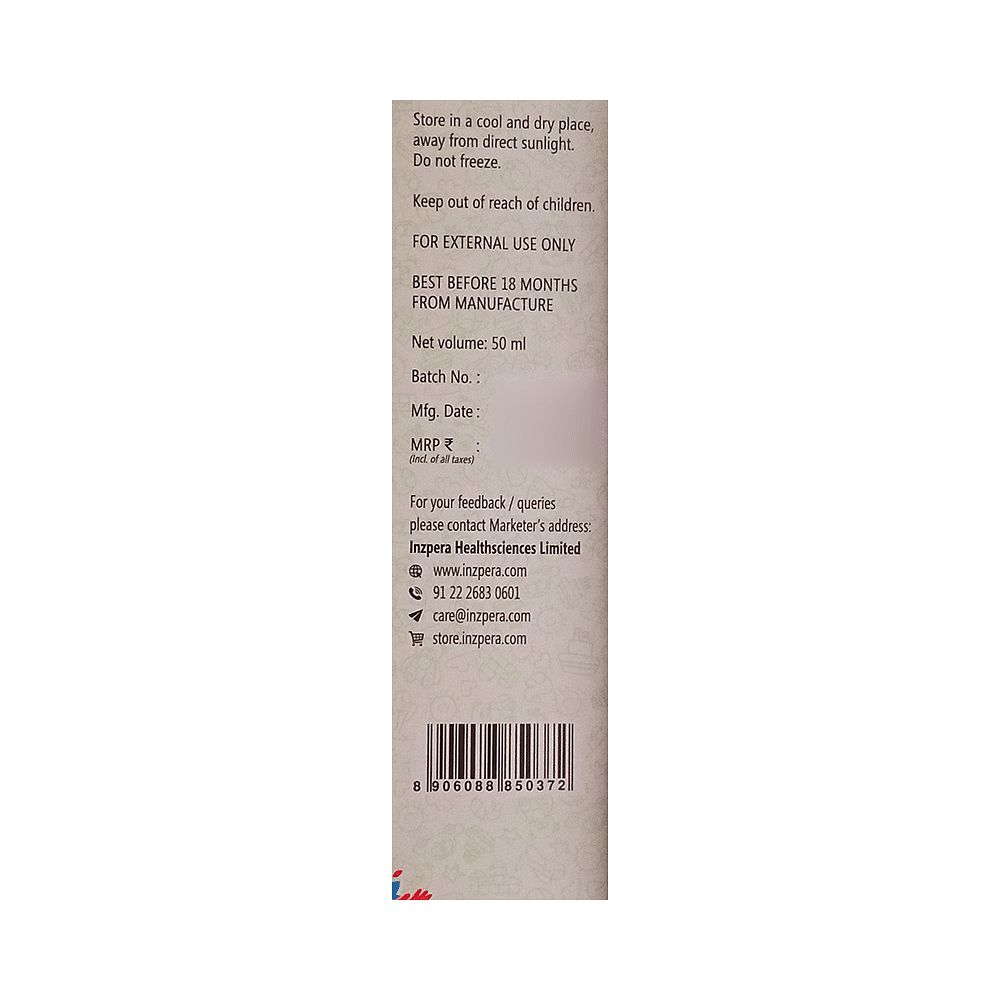 Store in a cool and dry place,
away from direct sunlight.
Do not freeze.
Keep out of reach of children.
FOR EXTERNAL USE ONLY
BEST BEFORE 18 MONTHS
FROM MANUFACTURE
Net volume: 50 ml
Batch No. :
Mfg. Date :
MRP ₹ :
(Incl. of all taxes)
For your feedback / queries
please contact Marketer's address:
Inzpera Healthsciences Limited
www.inzpera.com
91 22 2683 0601
care@inzpera.com
store.inzpera.com
8 906088 850372